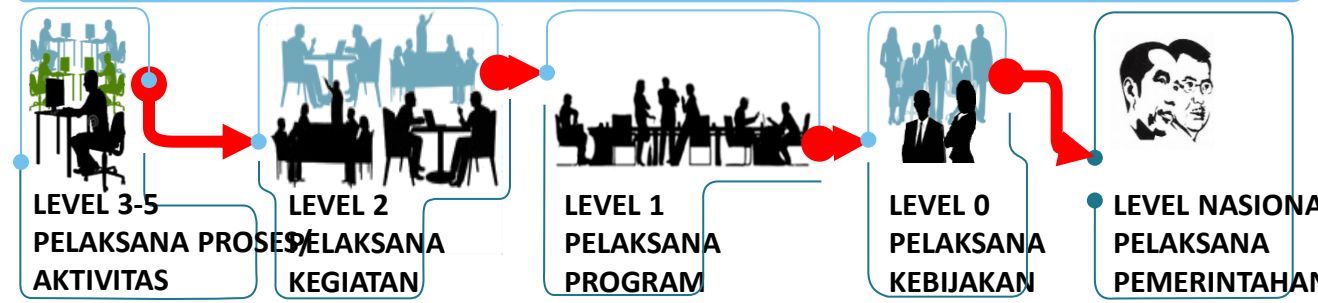 LEVEL 3-5
PELAKSANA PROSES/
AKTIVITAS
LEVEL 2
PELAKSANA
KEGIATAN
LEVEL 1
PELAKSANA
PROGRAM
LEVEL 0
PELAKSANA
KEBIJAKAN
LEVEL NASIONA
PELAKSANA
PEMERINTAHAN